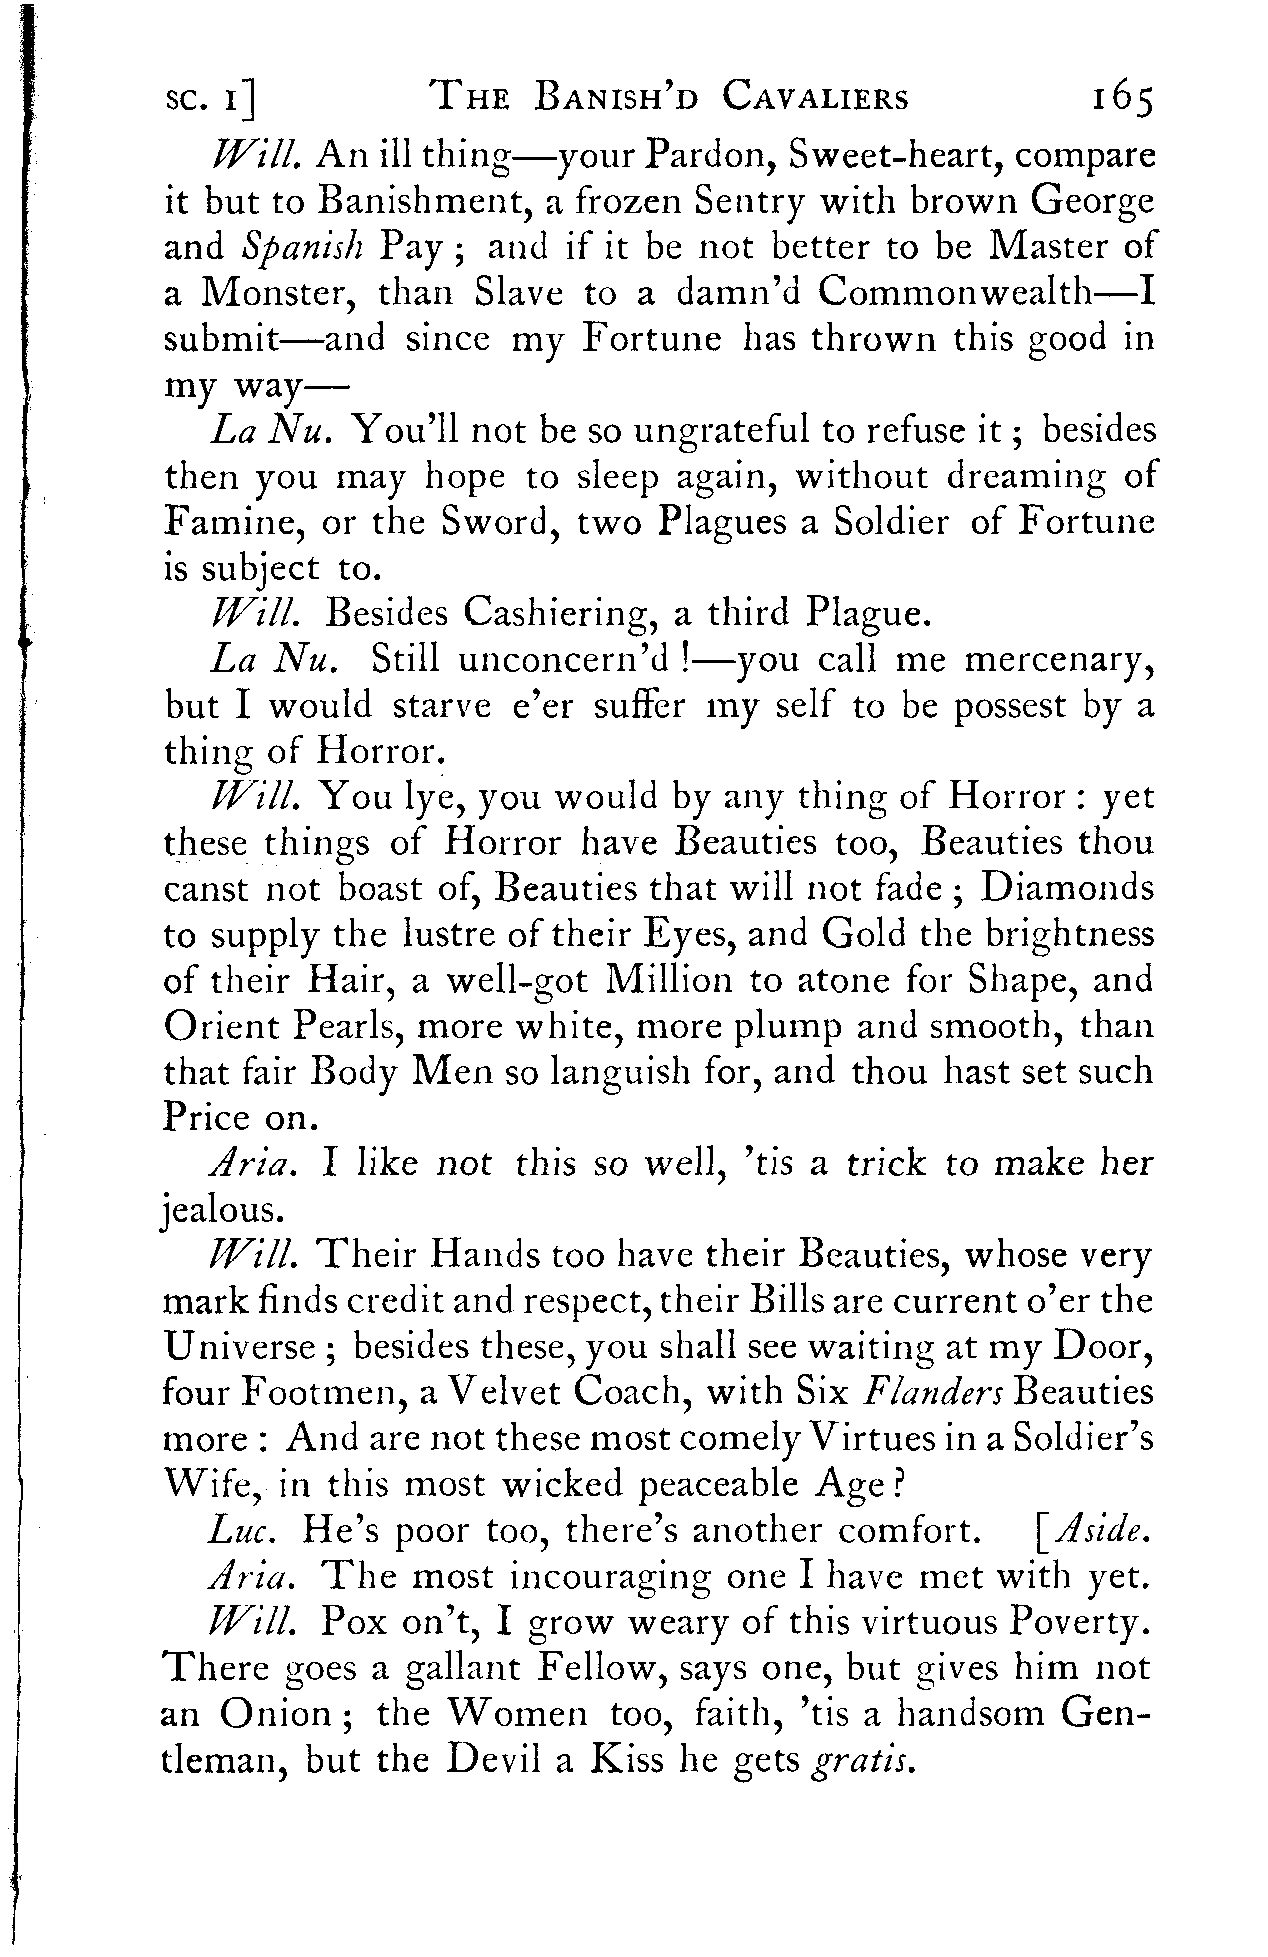 SC. I] THE BANISH'D CAVALIERS 165
Will. An ill thing—your Pardon, Sweet-heart, compare
it but to Banishment, a frozen Sentry with brown George
and Spanish Pay ; and if it be not better to be Master of
a Monster, than Slave to a damn'd Commonwealth—I
submit—and since my Fortune has thrown this good in
my way—
La Nu. You'll not be so ungrateful to refuse it ; besides
then you may hope to sleep again, without dreaming of
Famine, or the Sword, two Plagues a Soldier of Fortune
is subject to.
Will. Besides Cashiering, a third Plague.
La Nu. Still unconcern'd !—you call me mercenary,
but I would starve e'er suffer my self to be possest by a
thing of Horror.
Will. You lye, you would by any thing of Horror : yet
these things of Horror have Beauties too, Beauties thou
canst not boast of, Beauties that will not fade ; Diamonds
to supply the lustre of their Eyes, and Gold the brightness
of their Hair, a well-got Million to atone for Shape, and
Orient Pearls, more white, more plump and smooth, than
that fair Body Men so languish for, and thou hast set such
Price on.
Aria. I like not this so well, 'tis a trick to make her
jealous.
Will. Their Hands too have their Beauties, whose very
mark finds credit and respect, their Bills are current o'er the
Universe ; besides these, you shall see waiting at my Door,
four Footmen, a Velvet Coach, with Six Flanders Beauties
more : And are not these most comely Virtues in a Soldier's
Wife, in this most wicked peaceable Age ?
Luc. He's poor too, there's another comfort. [Aside.
Aria. The most incouraging one I have met with yet.
Will. Pox on't, I grow weary of this virtuous Poverty.
There goes a gallant Fellow, says one, but gives him not
an Onion ; the Women too, faith, 'tis a handsom Gen-
tleman, but the Devil a Kiss he gets gratis.